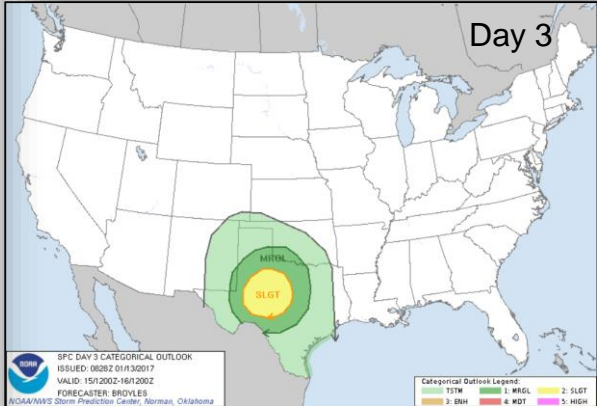 Day 3
MRGL
SLGT
NOAA
SPC DAY 3 CATEGORICAL OUTLOOK
ISSUED: 0828Z 01/13/2017
VALID: 15/1200Z-16/1200Z
FORECASTER: BROYLES
NOAA/NWS Storm Prediction Center, Norman, Oklahoma
Categorical Outlook Legend:
TSTM 1: MRGL 2: SLGT
3: ENH 4: MDT 5: HIGH